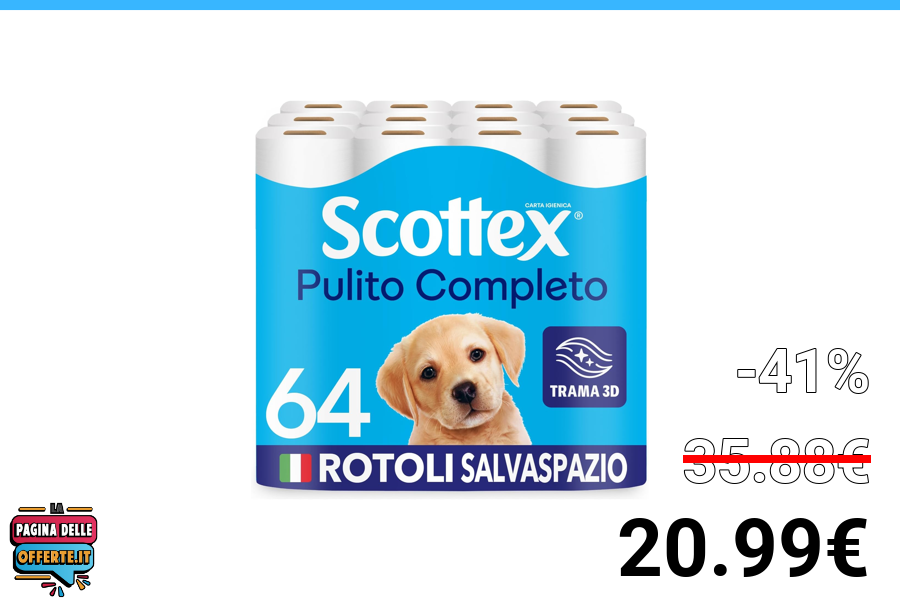 CARTA IGIENICA
Scottex®
Pulito Completo
64
TRAMA 3D
ROTOLI SALVASPAZIO
-41%
35.88€
20.99€
LA
PAGINA DELLE
OFFERTE.IT